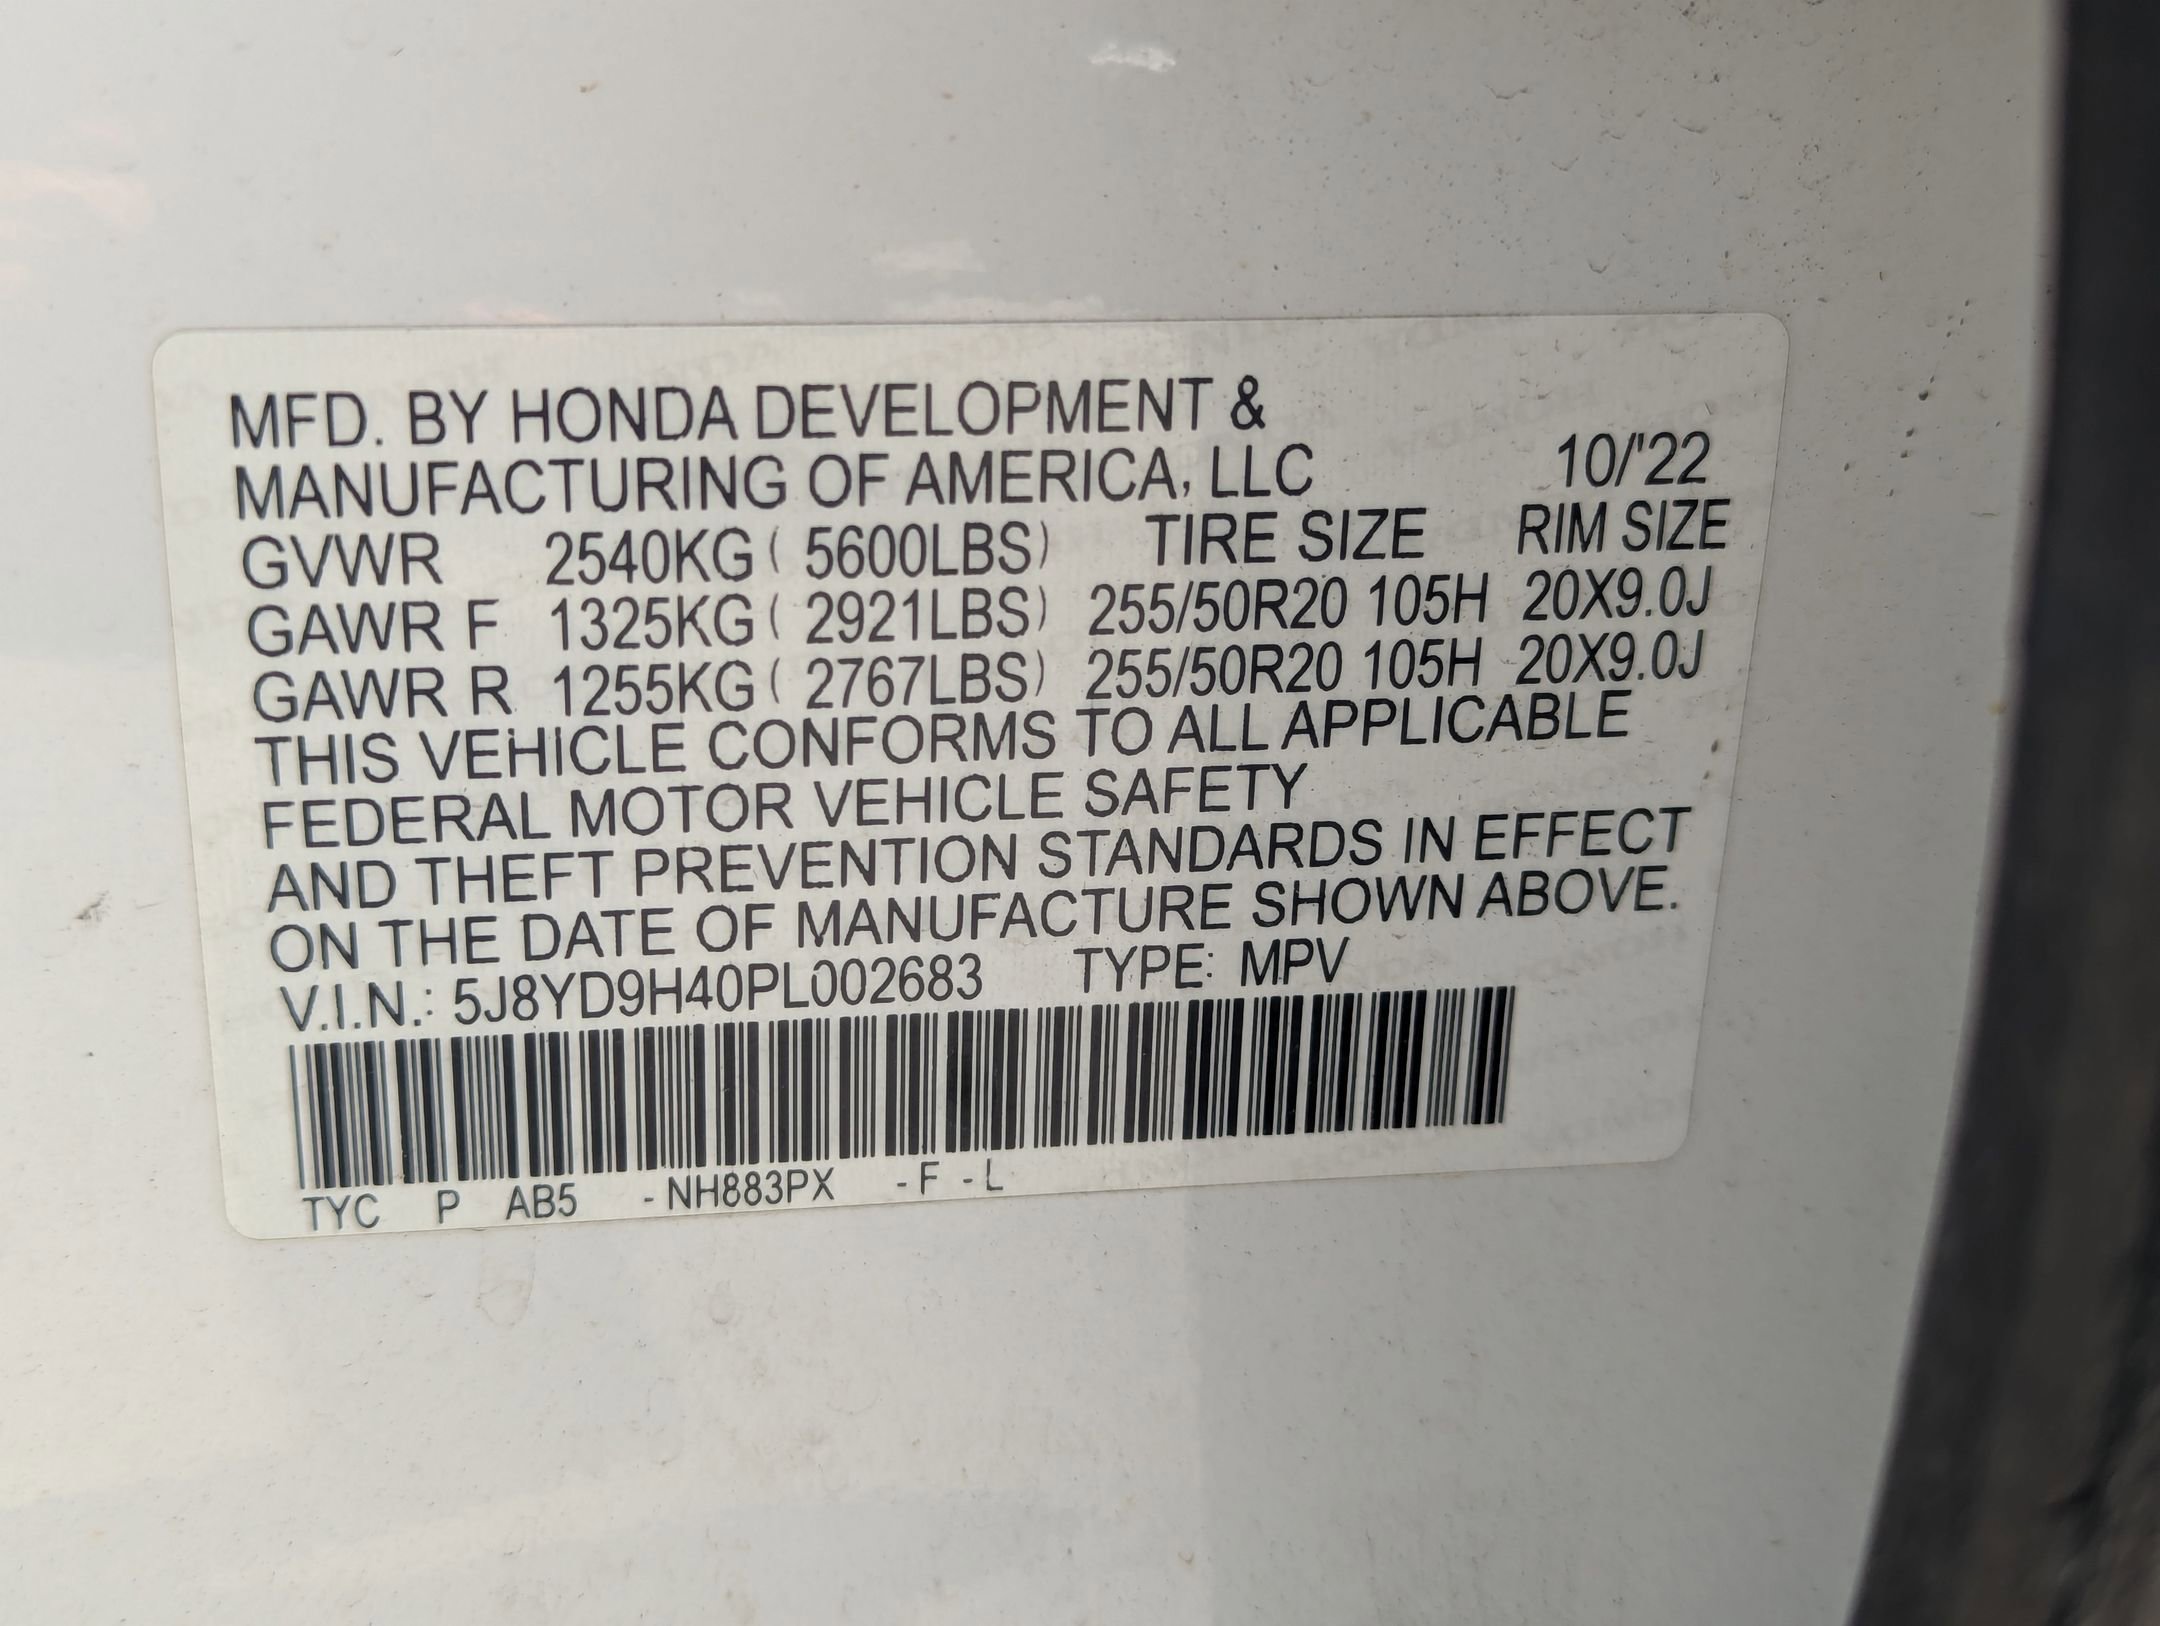 MFD. BY HONDA DEVELOPMENT &
MANUFACTURING OF AMERICA, LLC 10/'22
GVWR 2540KG ( 5600LBS) TIRE SIZE RIM SIZE
GAWR F 1325KG ( 2921LBS) 255/50R20 105H 20X9.0J
GAWR R 1255KG ( 2767LBS) 255/50R20 105H 20X9.0J
THIS VEHICLE CONFORMS TO ALL APPLICABLE
FEDERAL MOTOR VEHICLE SAFETY
AND THEFT PREVENTION STANDARDS IN EFFECT
ON THE DATE OF MANUFACTURE SHOWN ABOVE.
V.I.N.: 5J8YD9H40PL002683 TYPE: MPV
TYC P AB5 - NH883PX - F - L